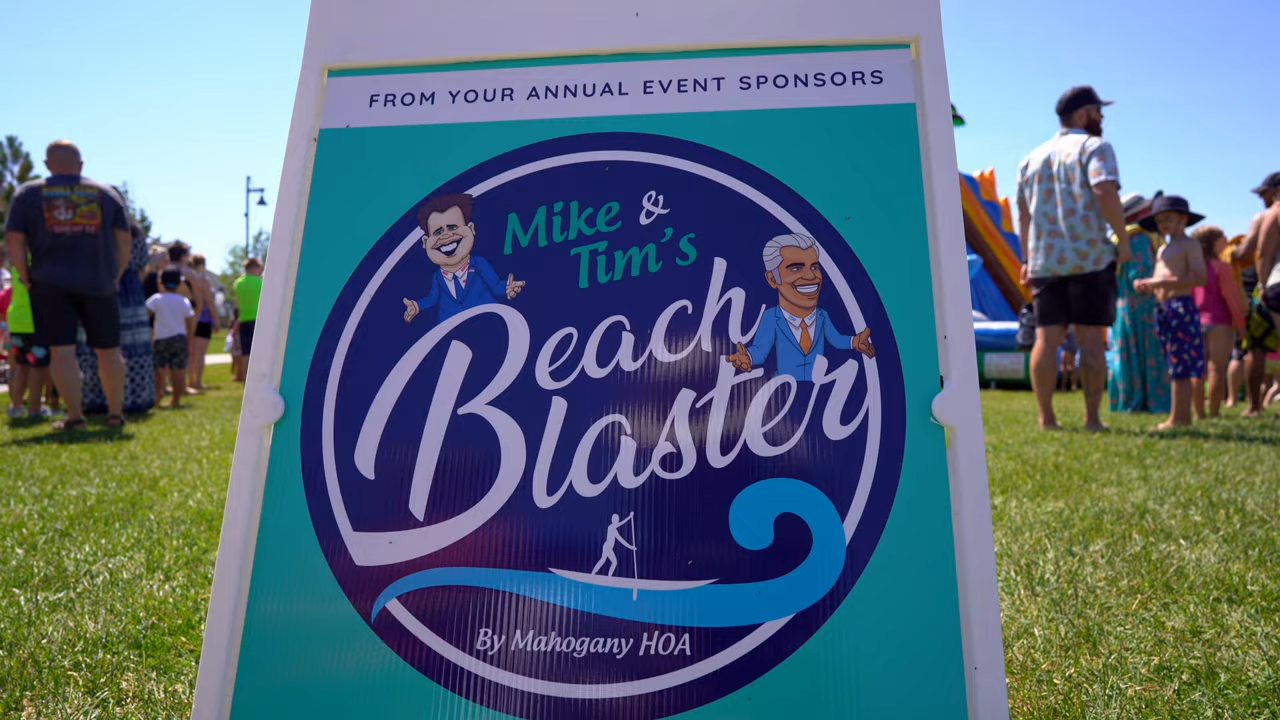 FROM YOUR ANNUAL EVENT SPONSORS
Mike &
Tim's
Beach
Blaster
By Mahogany HOA